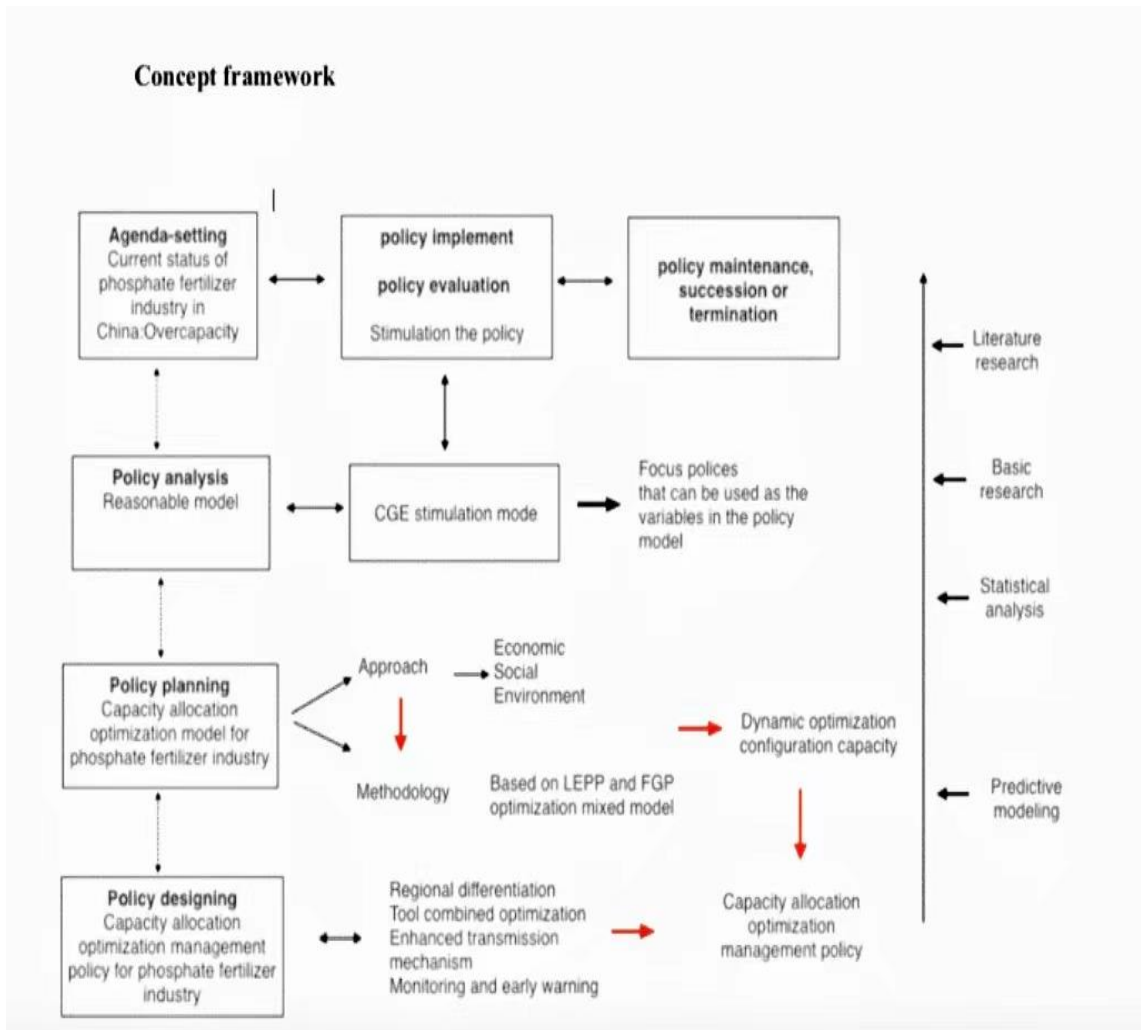 Concept framework
Agenda-setting
Current status of
phosphate fertilizer
industry in
China:Overcapacity
policy implement
policy evaluation
Stimulation the policy
policy maintenance,
succession or
termination
Literature
research
Policy analysis
Reasonable model
CGE stimulation mode
Focus polices
that can be used as the
variables in the policy
model
Basic
research
Statistical
analysis
Policy planning
Capacity allocation
optimization model for
phosphate fertilizer industry
Approach
Economic
Social
Environment
Methodology
Based on LEPP and FGP
optimization mixed model
Dynamic optimization
configuration capacity
Predictive
modeling
Policy designing
Capacity allocation
optimization management
policy for phosphate fertilizer
industry
Regional differentiation
Tool combined optimization
Enhanced transmission
mechanism
Monitoring and early warning
Capacity allocation
optimization
management policy